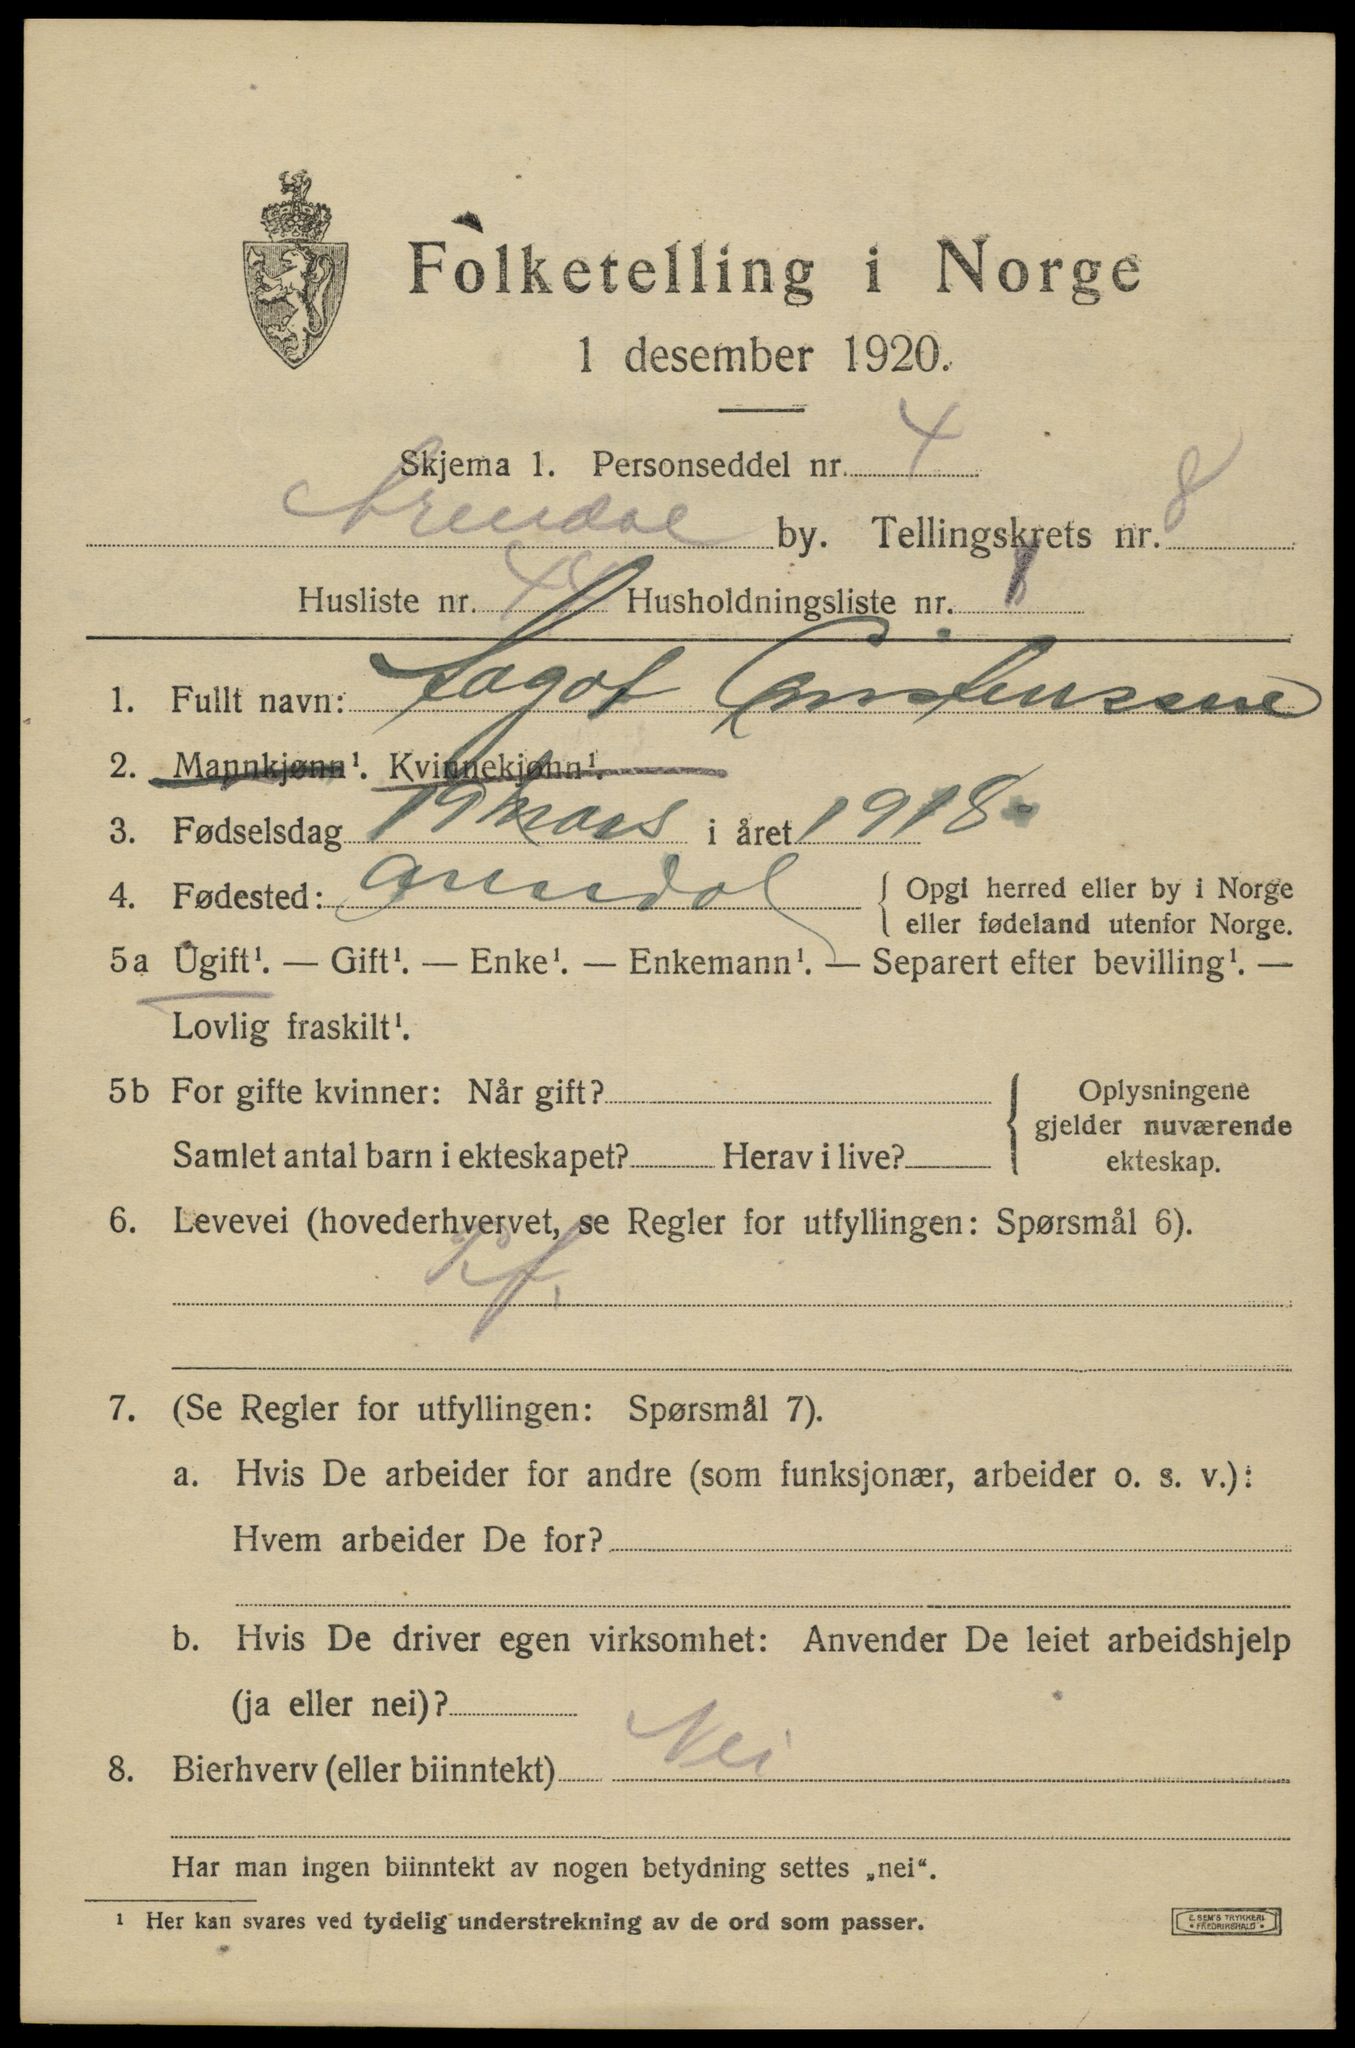 Folketelling i Norge
1 desember 1920.
Skjema 1. Personseddel nr. 4
Arendal by. Tellingskrets nr. 8
Husliste nr. 44 Husholdningsliste nr. 1
1. Fullt navn:
2. Mannkjønn¹. Kvinnekjønn¹.
3. Fødselsdag 19 Mars i året 1918
4. Fødested: Arendal { Opgi herred eller by i Norge
eller fødeland utenfor Norge.
5a Ugift¹. — Gift¹. — Enke¹. — Enkemann¹. — Separert efter bevilling¹. —
Lovlig fraskilt¹.
5b For gifte kvinner: Når gift? { Oplysningene
gjelder nuværende
Samlet antal barn i ekteskapet? Herav i live? ekteskap.
6. Levevei (hovederhvervet, se Regler for utfyllingen: Spørsmål 6).
7. (Se Regler for utfyllingen: Spørsmål 7).
a. Hvis De arbeider for andre (som funksjonær, arbeider o. s. v.):
Hvem arbeider De for?
b. Hvis De driver egen virksomhet: Anvender De leiet arbeidshjelp
(ja eller nei)?
8. Bierhverv (eller biinntekt) Nei
Har man ingen biinntekt av nogen betydning settes „nei“.
¹ Her kan svares ved tydelig understrekning av de ord som passer.
E. SEM'S TRYKKERI
• FREDRIKSHALD •